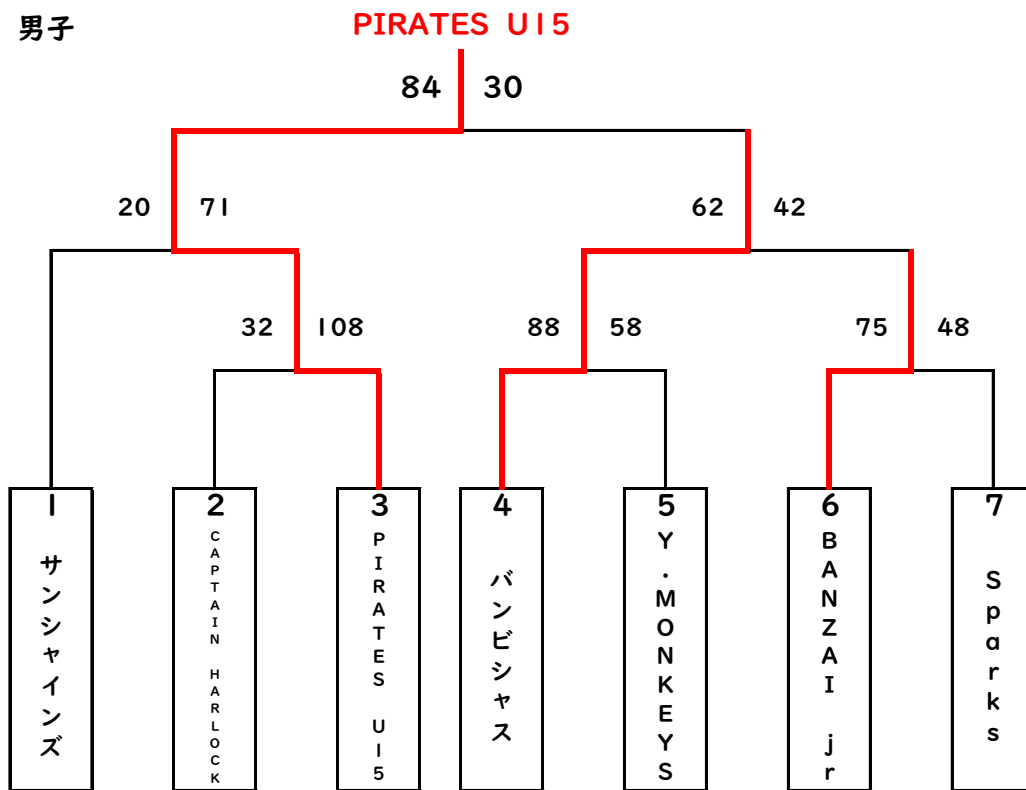 男子
PIRATES U15
84 30
20 71
62 42
32 108
88 58
75 48
1 サンシャインズ
2 CAPTAIN HARLOCK
3 PIRATES U15
4 バンビシャス
5 Y.MONKEYS
6 BANZAI jr
7 Sparks